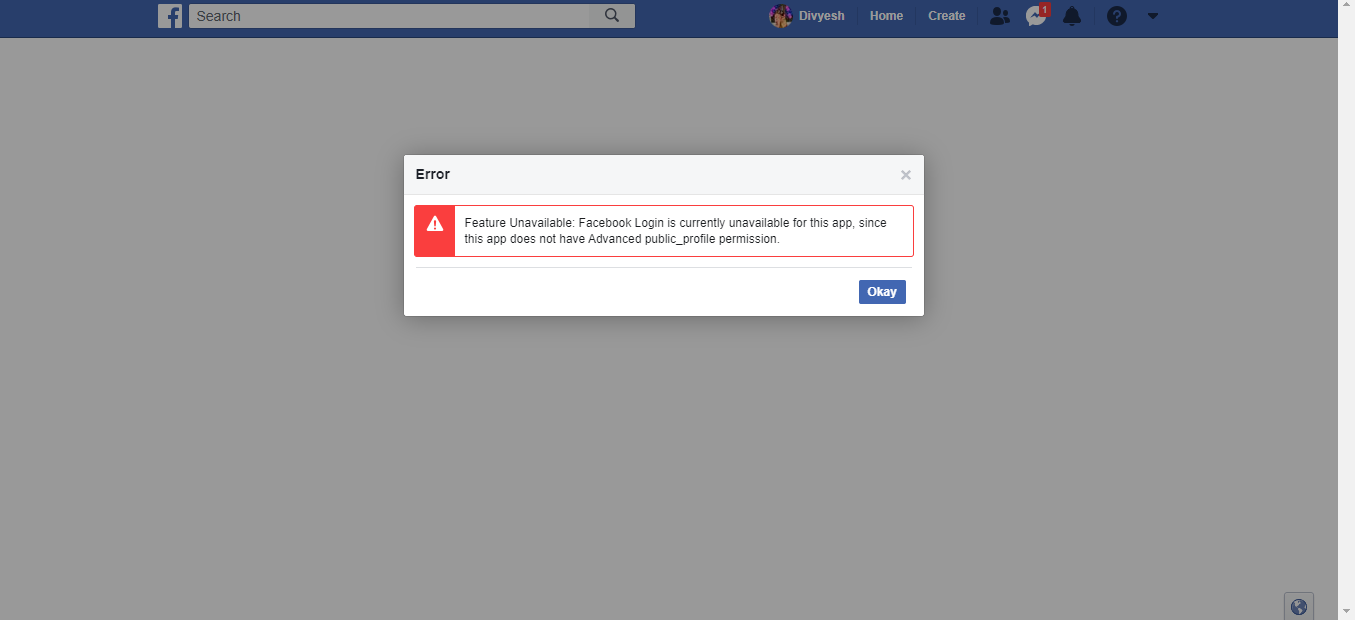 Search
Divyesh
Home
Create
1
Error
Feature Unavailable: Facebook Login is currently unavailable for this app, since
this app does not have Advanced public_profile permission.
Okay